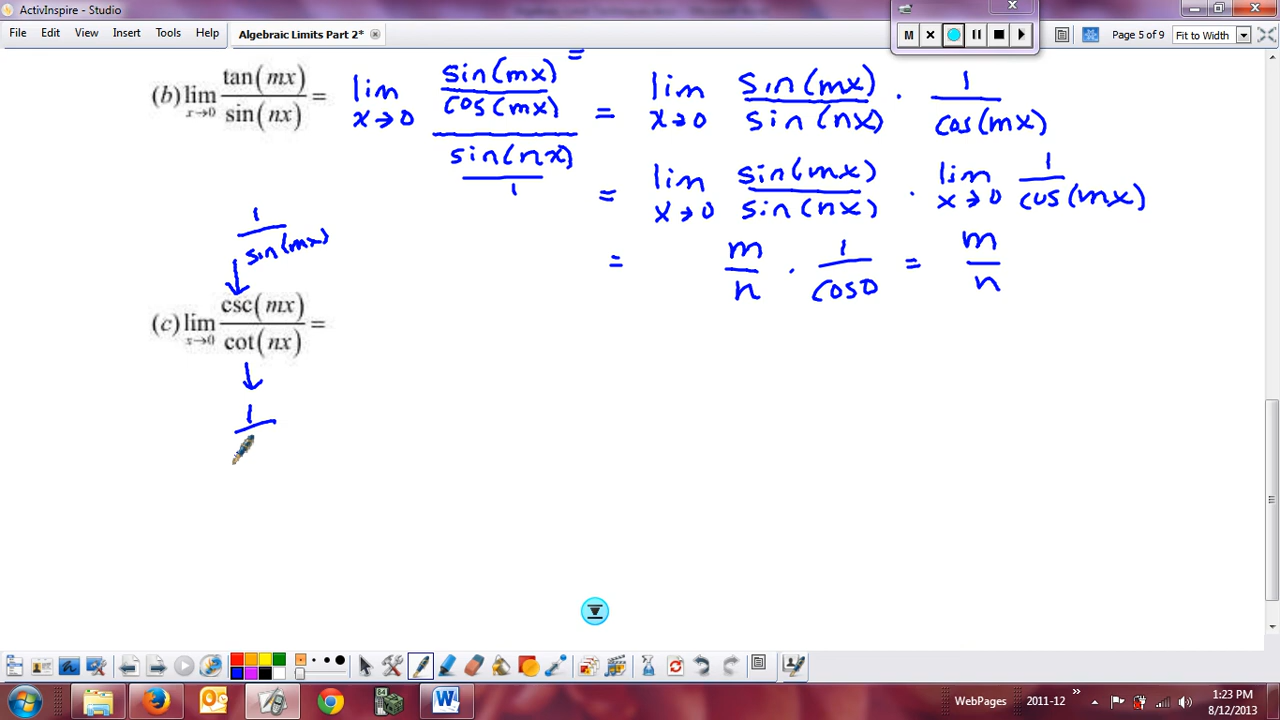 ActivInspire - Studio
File Edit View Insert Tools Help Algebraic Limits Part 2* Page 5 of 9 Fit to Width
M
(b) lim x→0 tan(mx)/sin(nx) = lim x→0 (sin(mx)/cos(mx))/(sin(nx)/1) = lim x→0 sin(mx)/sin(nx) · 1/cos(mx)
=
= lim x→0 sin(mx)/sin(nx) · lim x→0 1/cos(mx)
= m/n · 1/cos0 = m/n
1/sin(mx)
↓
(c) lim x→0 csc(mx)/cot(nx) =
↓
1
WebPages 2011-12 » 1:23 PM
8/12/2013